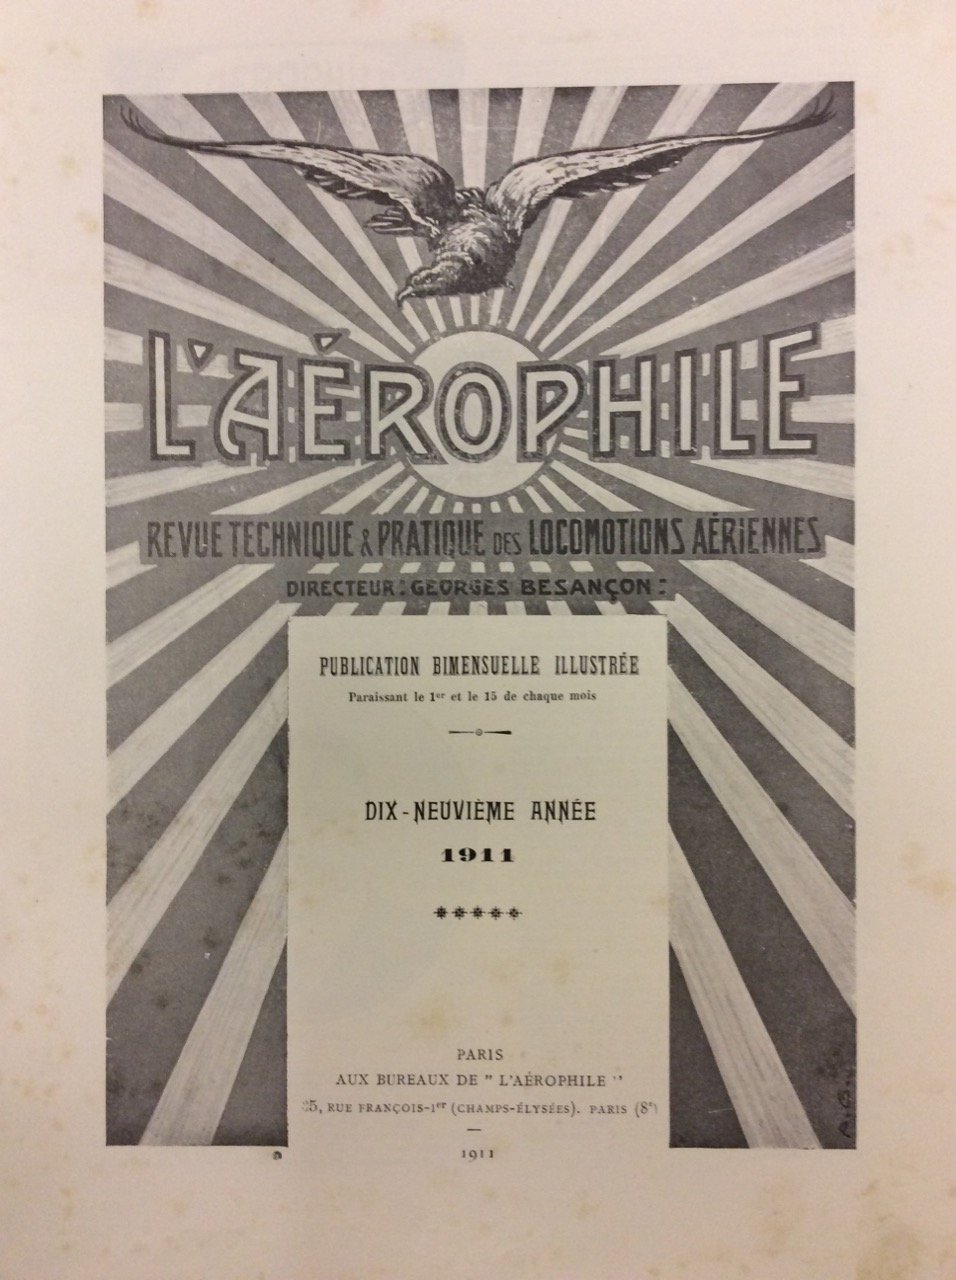 L'AÉROPHILE
REVUE TECHNIQUE & PRATIQUE DES LOCOMOTIONS AÉRIENNES
DIRECTEUR: GEORGES BESANÇON:
PUBLICATION BIMENSUELLE ILLUSTRÉE
Paraissant le 1er et le 15 de chaque mois
DIX-NEUVIÈME ANNÉE
1911
PARIS
AUX BUREAUX DE "L'AÉROPHILE"
RUE FRANÇOIS-1er (CHAMPS-ÉLYSÉES). PARIS (8e)
1911